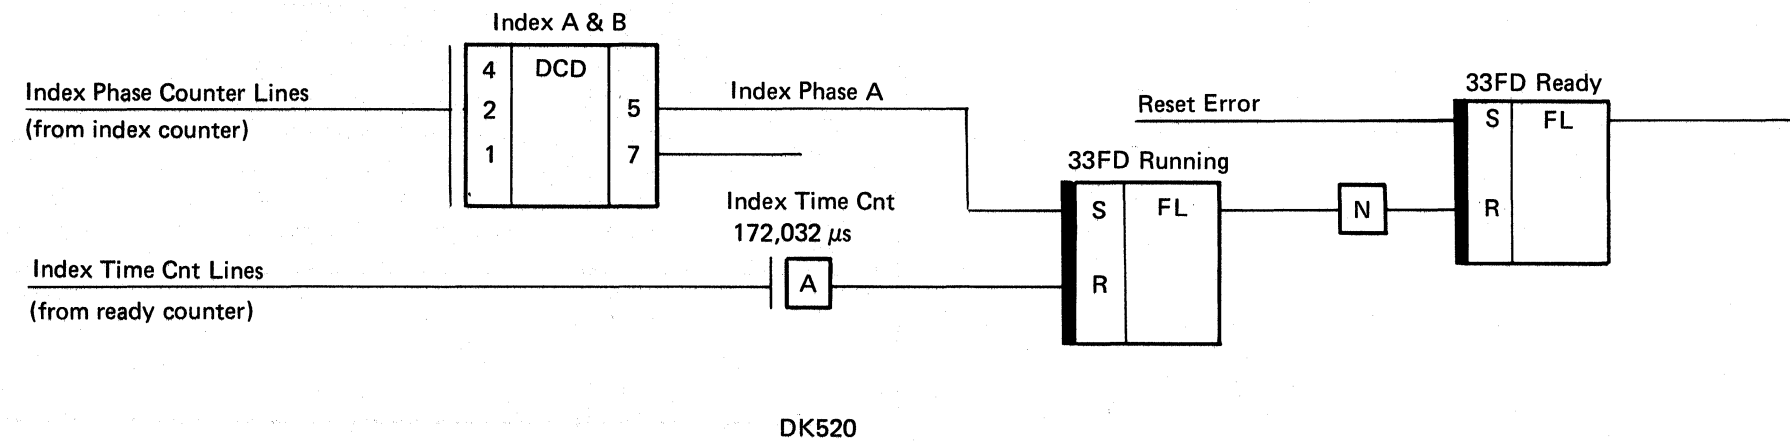 Index A & B
4 DCD
2 5
1 7
Index Phase Counter Lines
(from index counter)
Index Phase A
Reset Error
33FD Ready
S FL
R
33FD Running
S FL
R
N
Index Time Cnt
172,032 μs
A
Index Time Cnt Lines
(from ready counter)
DK520